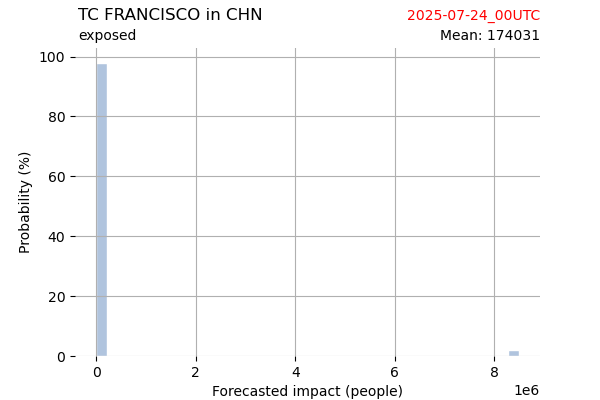 TC FRANCISCO in CHN
2025-07-24_00UTC
exposed
Mean: 174031
100
80
60
40
20
0
Probability (%)
0
2
4
6
8
1e6
Forecasted impact (people)